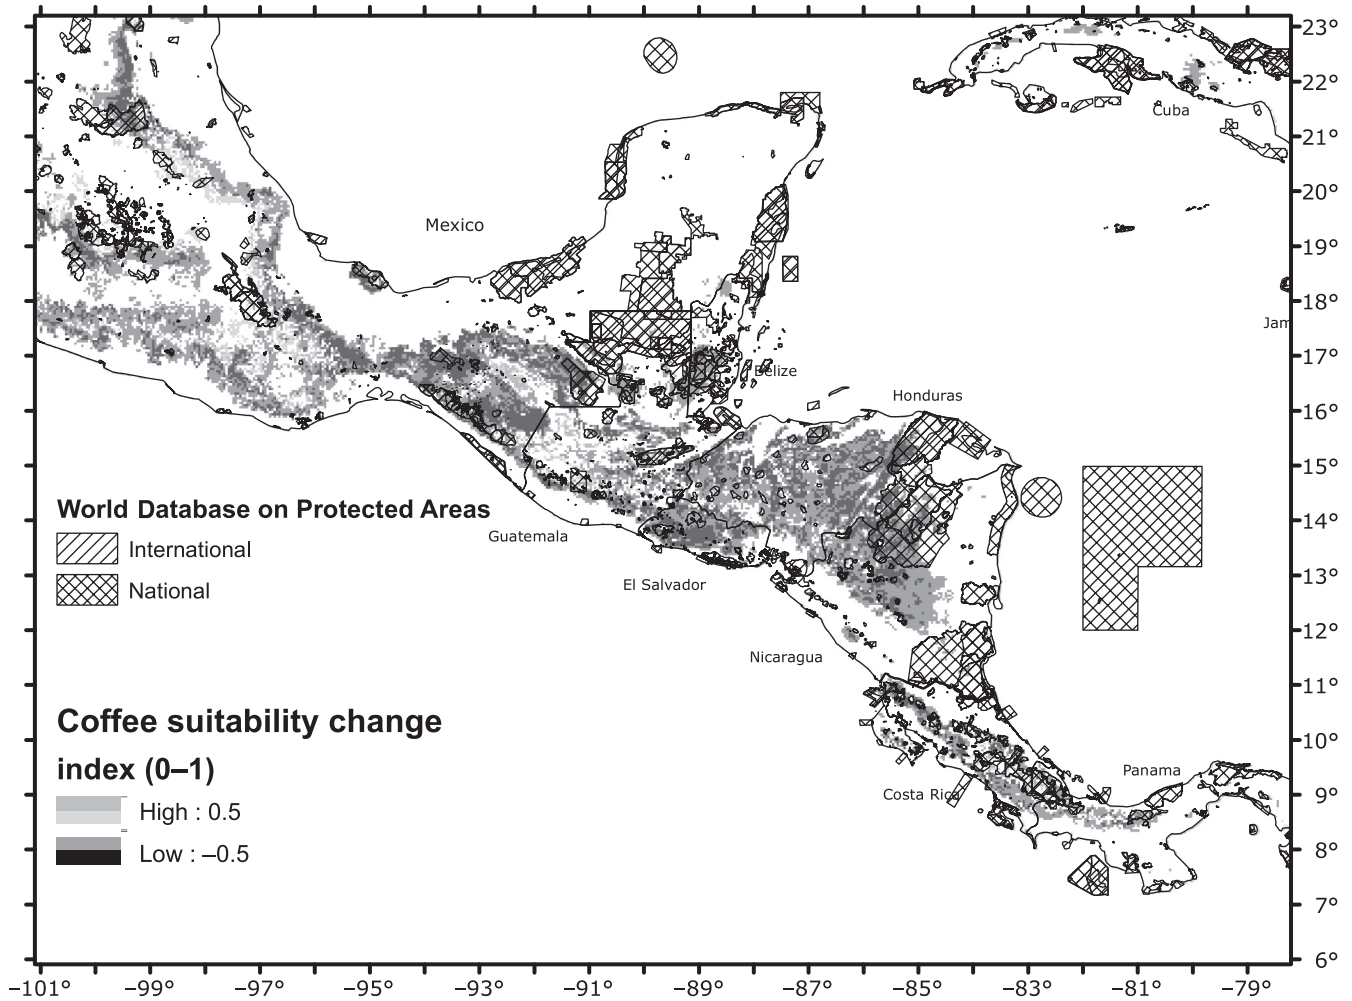 23°
22°
Cuba
21°
20°
Mexico
19°
18°
Jam
17°
Belize
Honduras
16°
15°
World Database on Protected Areas
14°
Guatemala
International
13°
El Salvador
National
12°
Nicaragua
11°
Coffee suitability change
10°
index (0–1)
Panama
9°
Costa Rica
High : 0.5
8°
Low : –0.5
7°
6°
–101° –99° –97° –95° –93° –91° –89° –87° –85° –83° –81° –79°